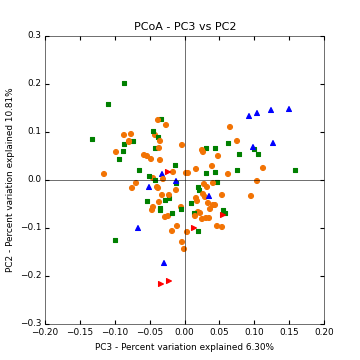 PCoA - PC3 vs PC2
0.3
0.2
0.1
0.0
−0.1
−0.2
−0.3
−0.20 −0.15 −0.10 −0.05 0.00 0.05 0.10 0.15 0.20
PC2 - Percent variation explained 10.81%
PC3 - Percent variation explained 6.30%